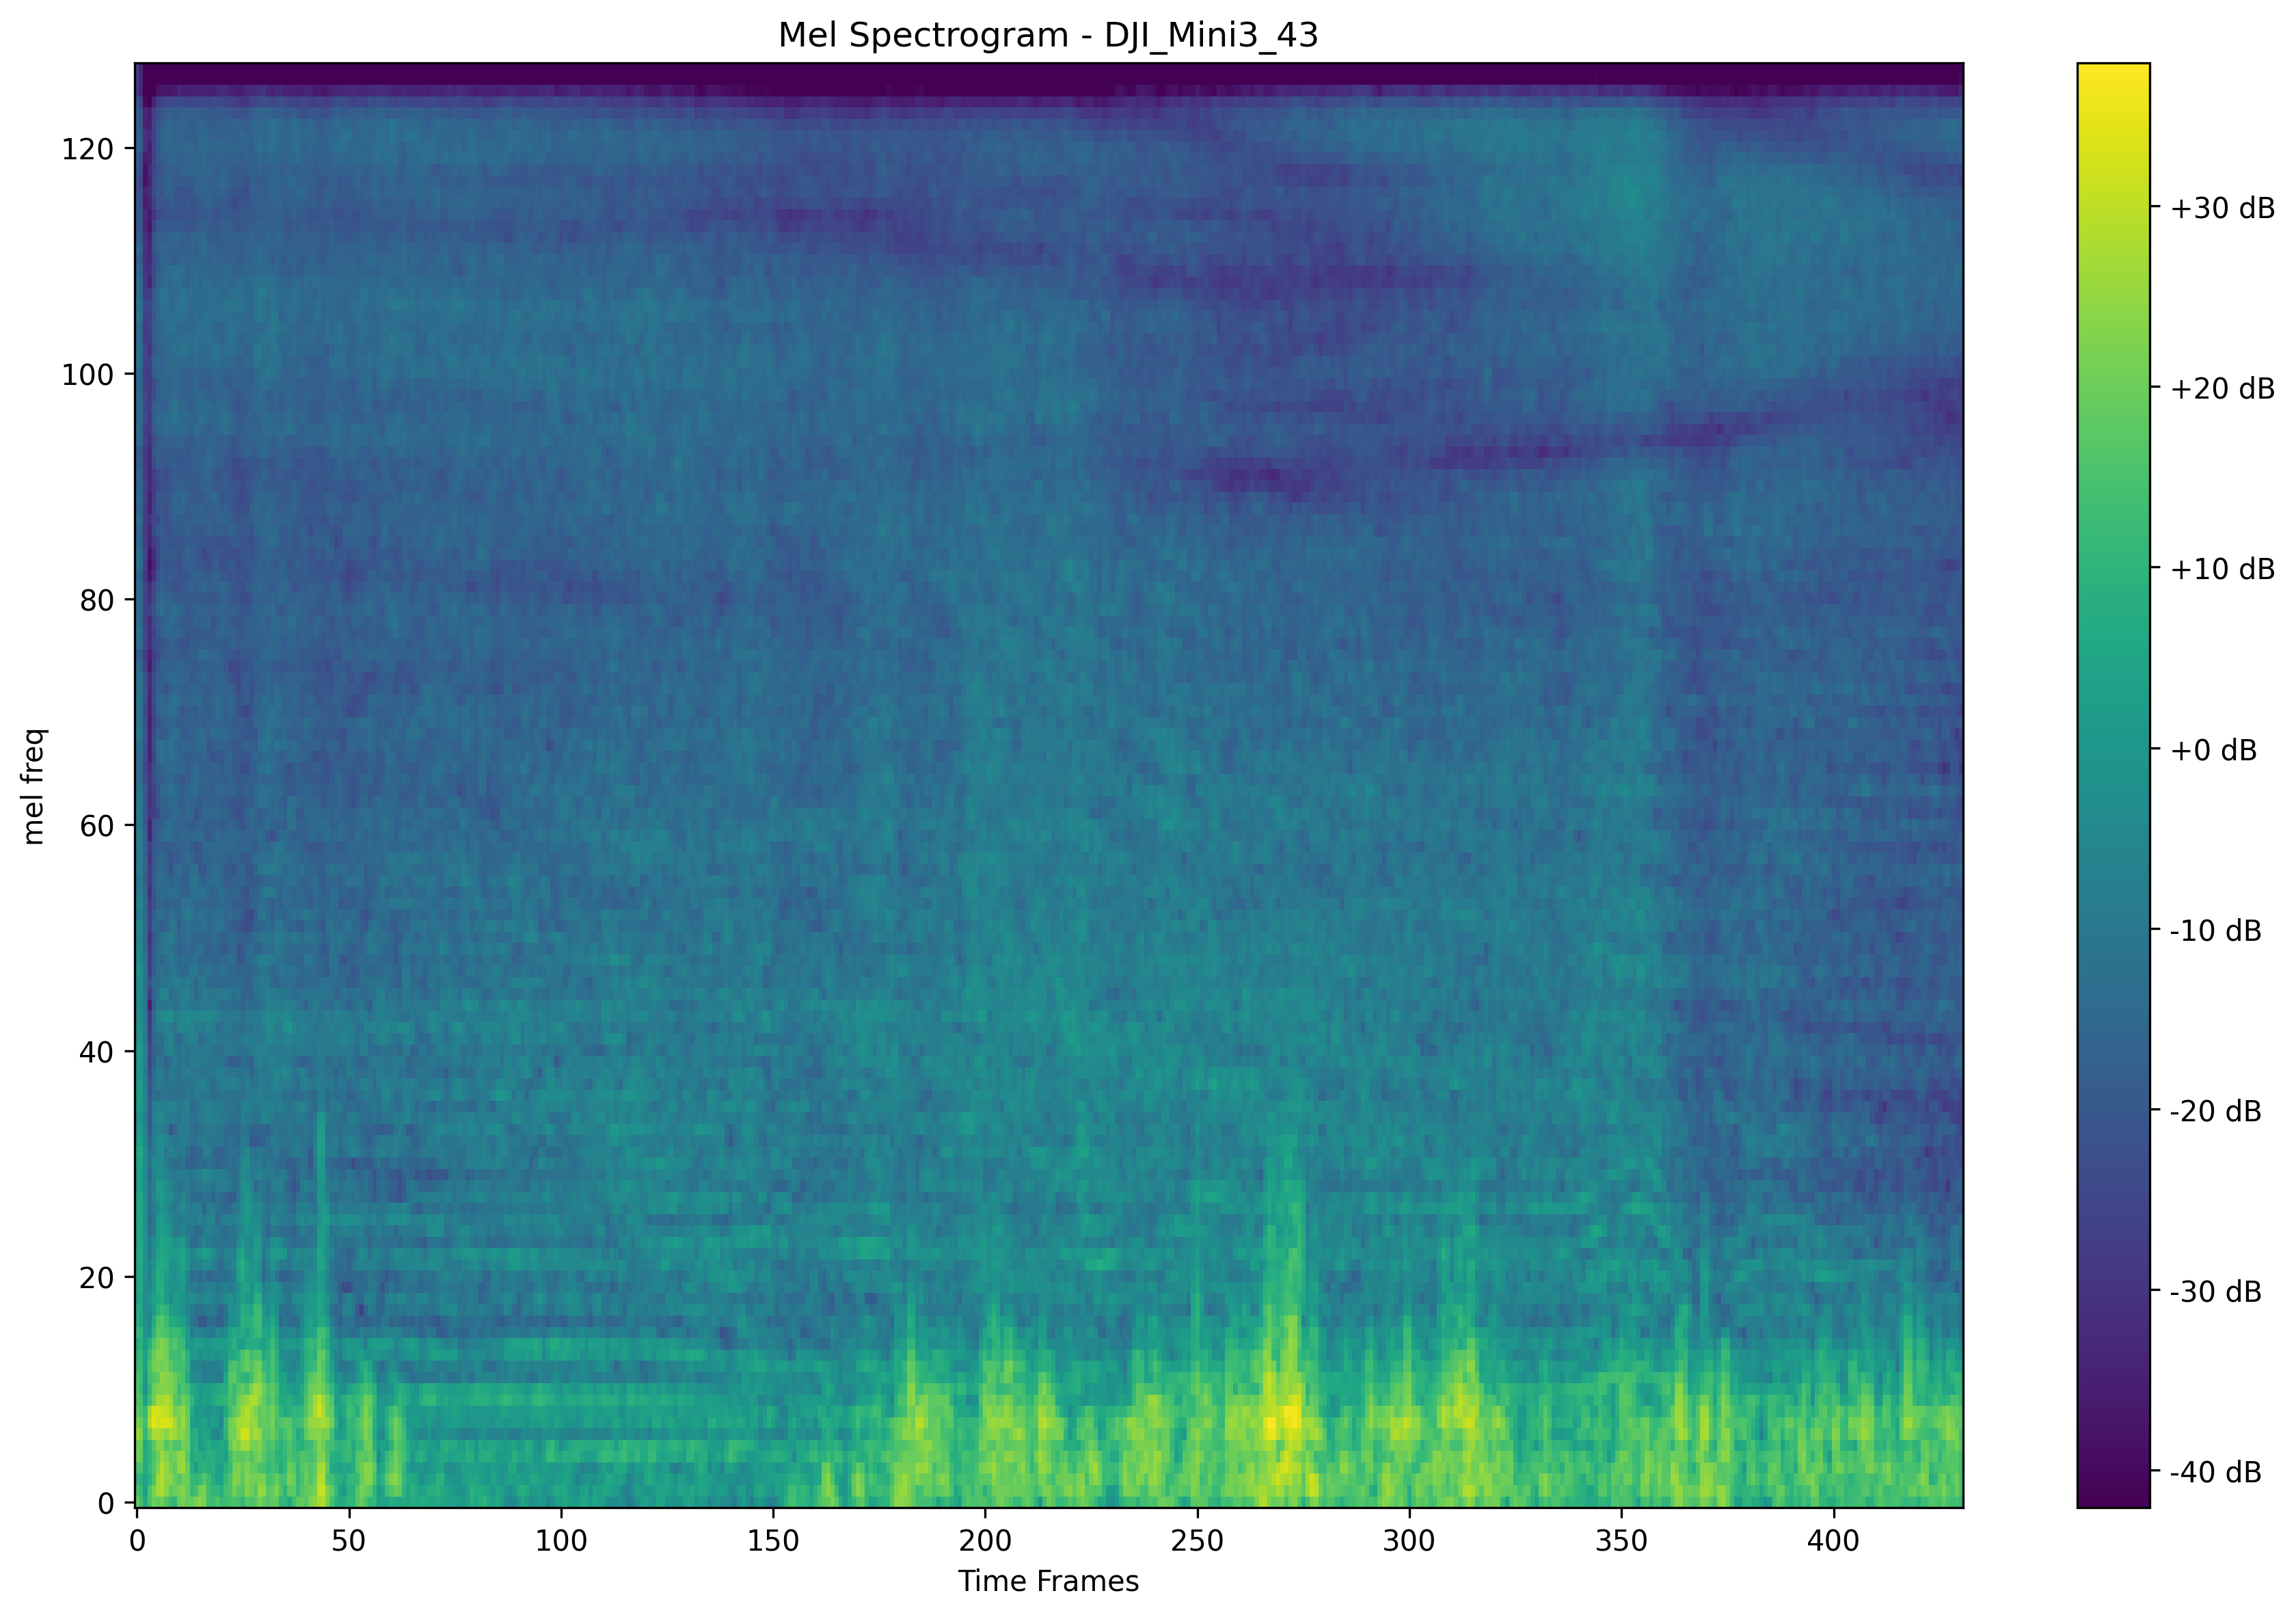 Mel Spectrogram - DJI_Mini3_43
mel freq
120
100
80
60
40
20
0
0 50 100 150 200 250 300 350 400
Time Frames
+30 dB
+20 dB
+10 dB
+0 dB
-10 dB
-20 dB
-30 dB
-40 dB